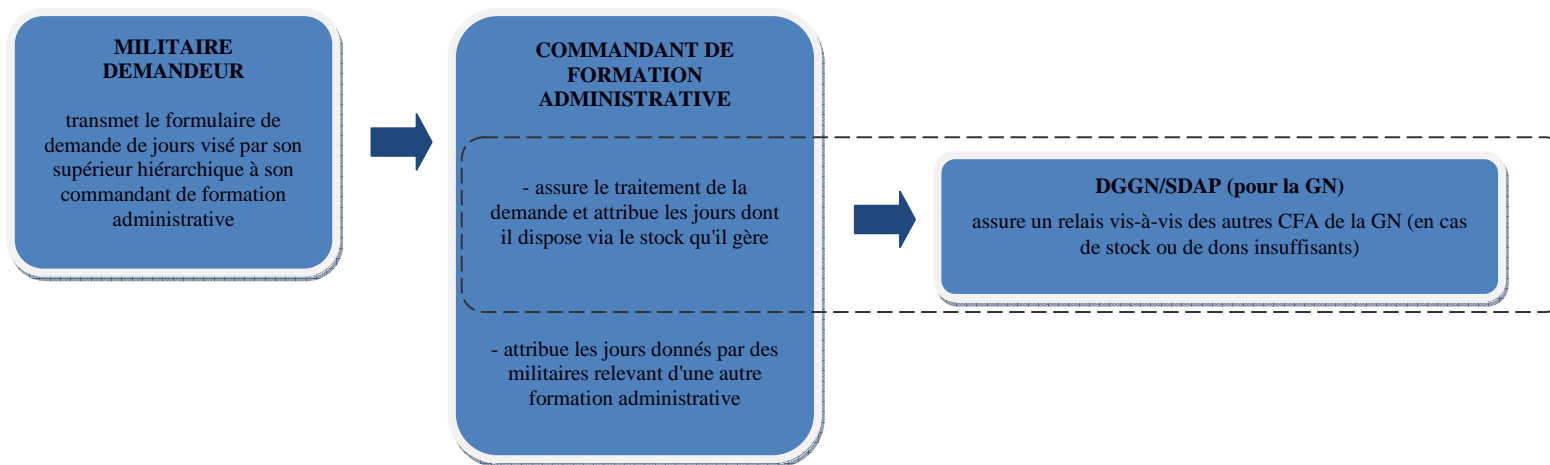 MILITAIRE
DEMANDEUR
transmet le formulaire de
demande de jours visé par son
supérieur hiérarchique à son
commandant de formation
administrative
COMMANDANT DE
FORMATION
ADMINISTRATIVE
- assure le traitement de la
demande et attribue les jours dont
il dispose via le stock qu'il gère
- attribue les jours donnés par des
militaires relevant d'une autre
formation administrative
DGGN/SDAP (pour la GN)
assure un relais vis-à-vis des autres CFA de la GN (en cas
de stock ou de dons insuffisants)